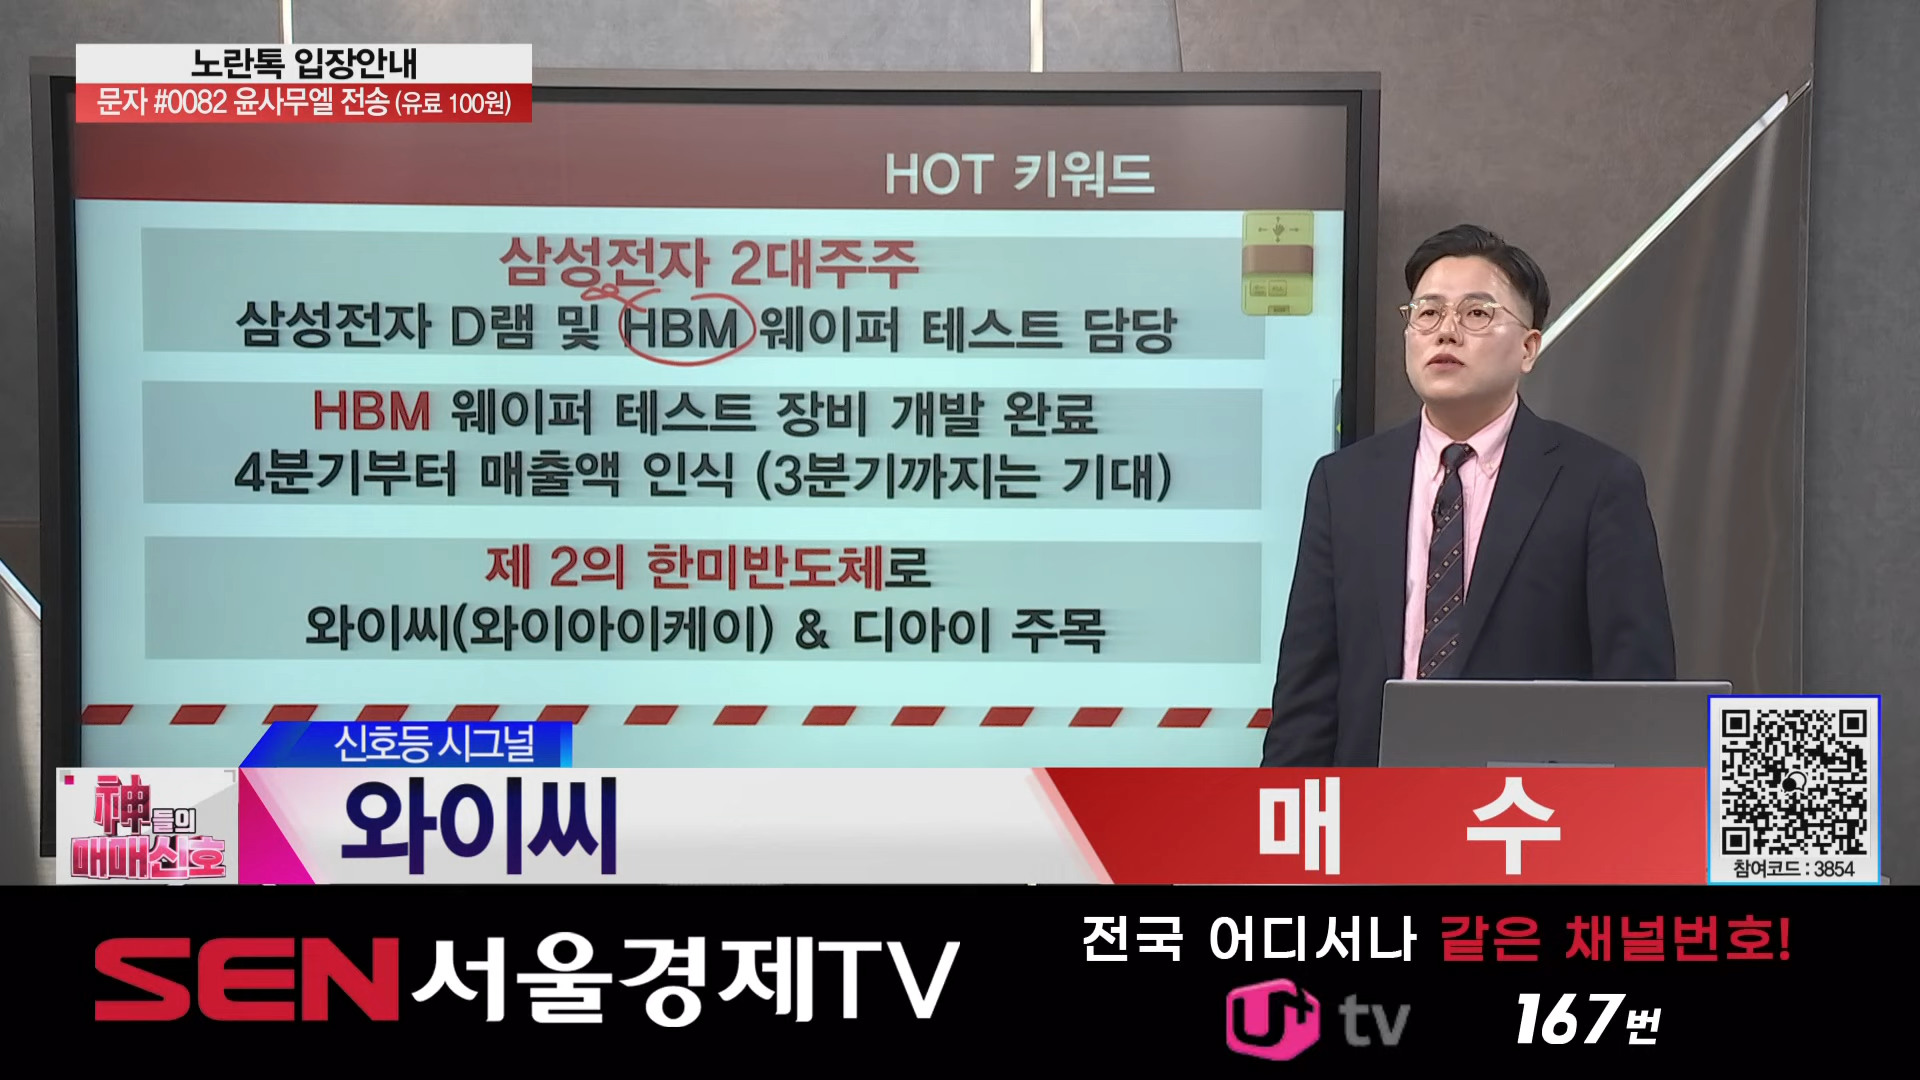 노란톡 입장안내
문자 #0082 윤사무엘 전송 (유료 100원)
HOT 키워드
삼성전자 2대주주
삼성전자 D램 및 HBM 웨이퍼 테스트 담당
HBM 웨이퍼 테스트 장비 개발 완료
4분기부터 매출액 인식 (3분기까지는 기대)
제 2의 한미반도체로
와이씨(와이아이케이) & 디아이 주목
신호등 시그널
神들의
매매신호
와이씨
매 수
참여코드 : 3854
SEN서울경제TV
전국 어디서나 같은 채널번호!
U+ tv
167번